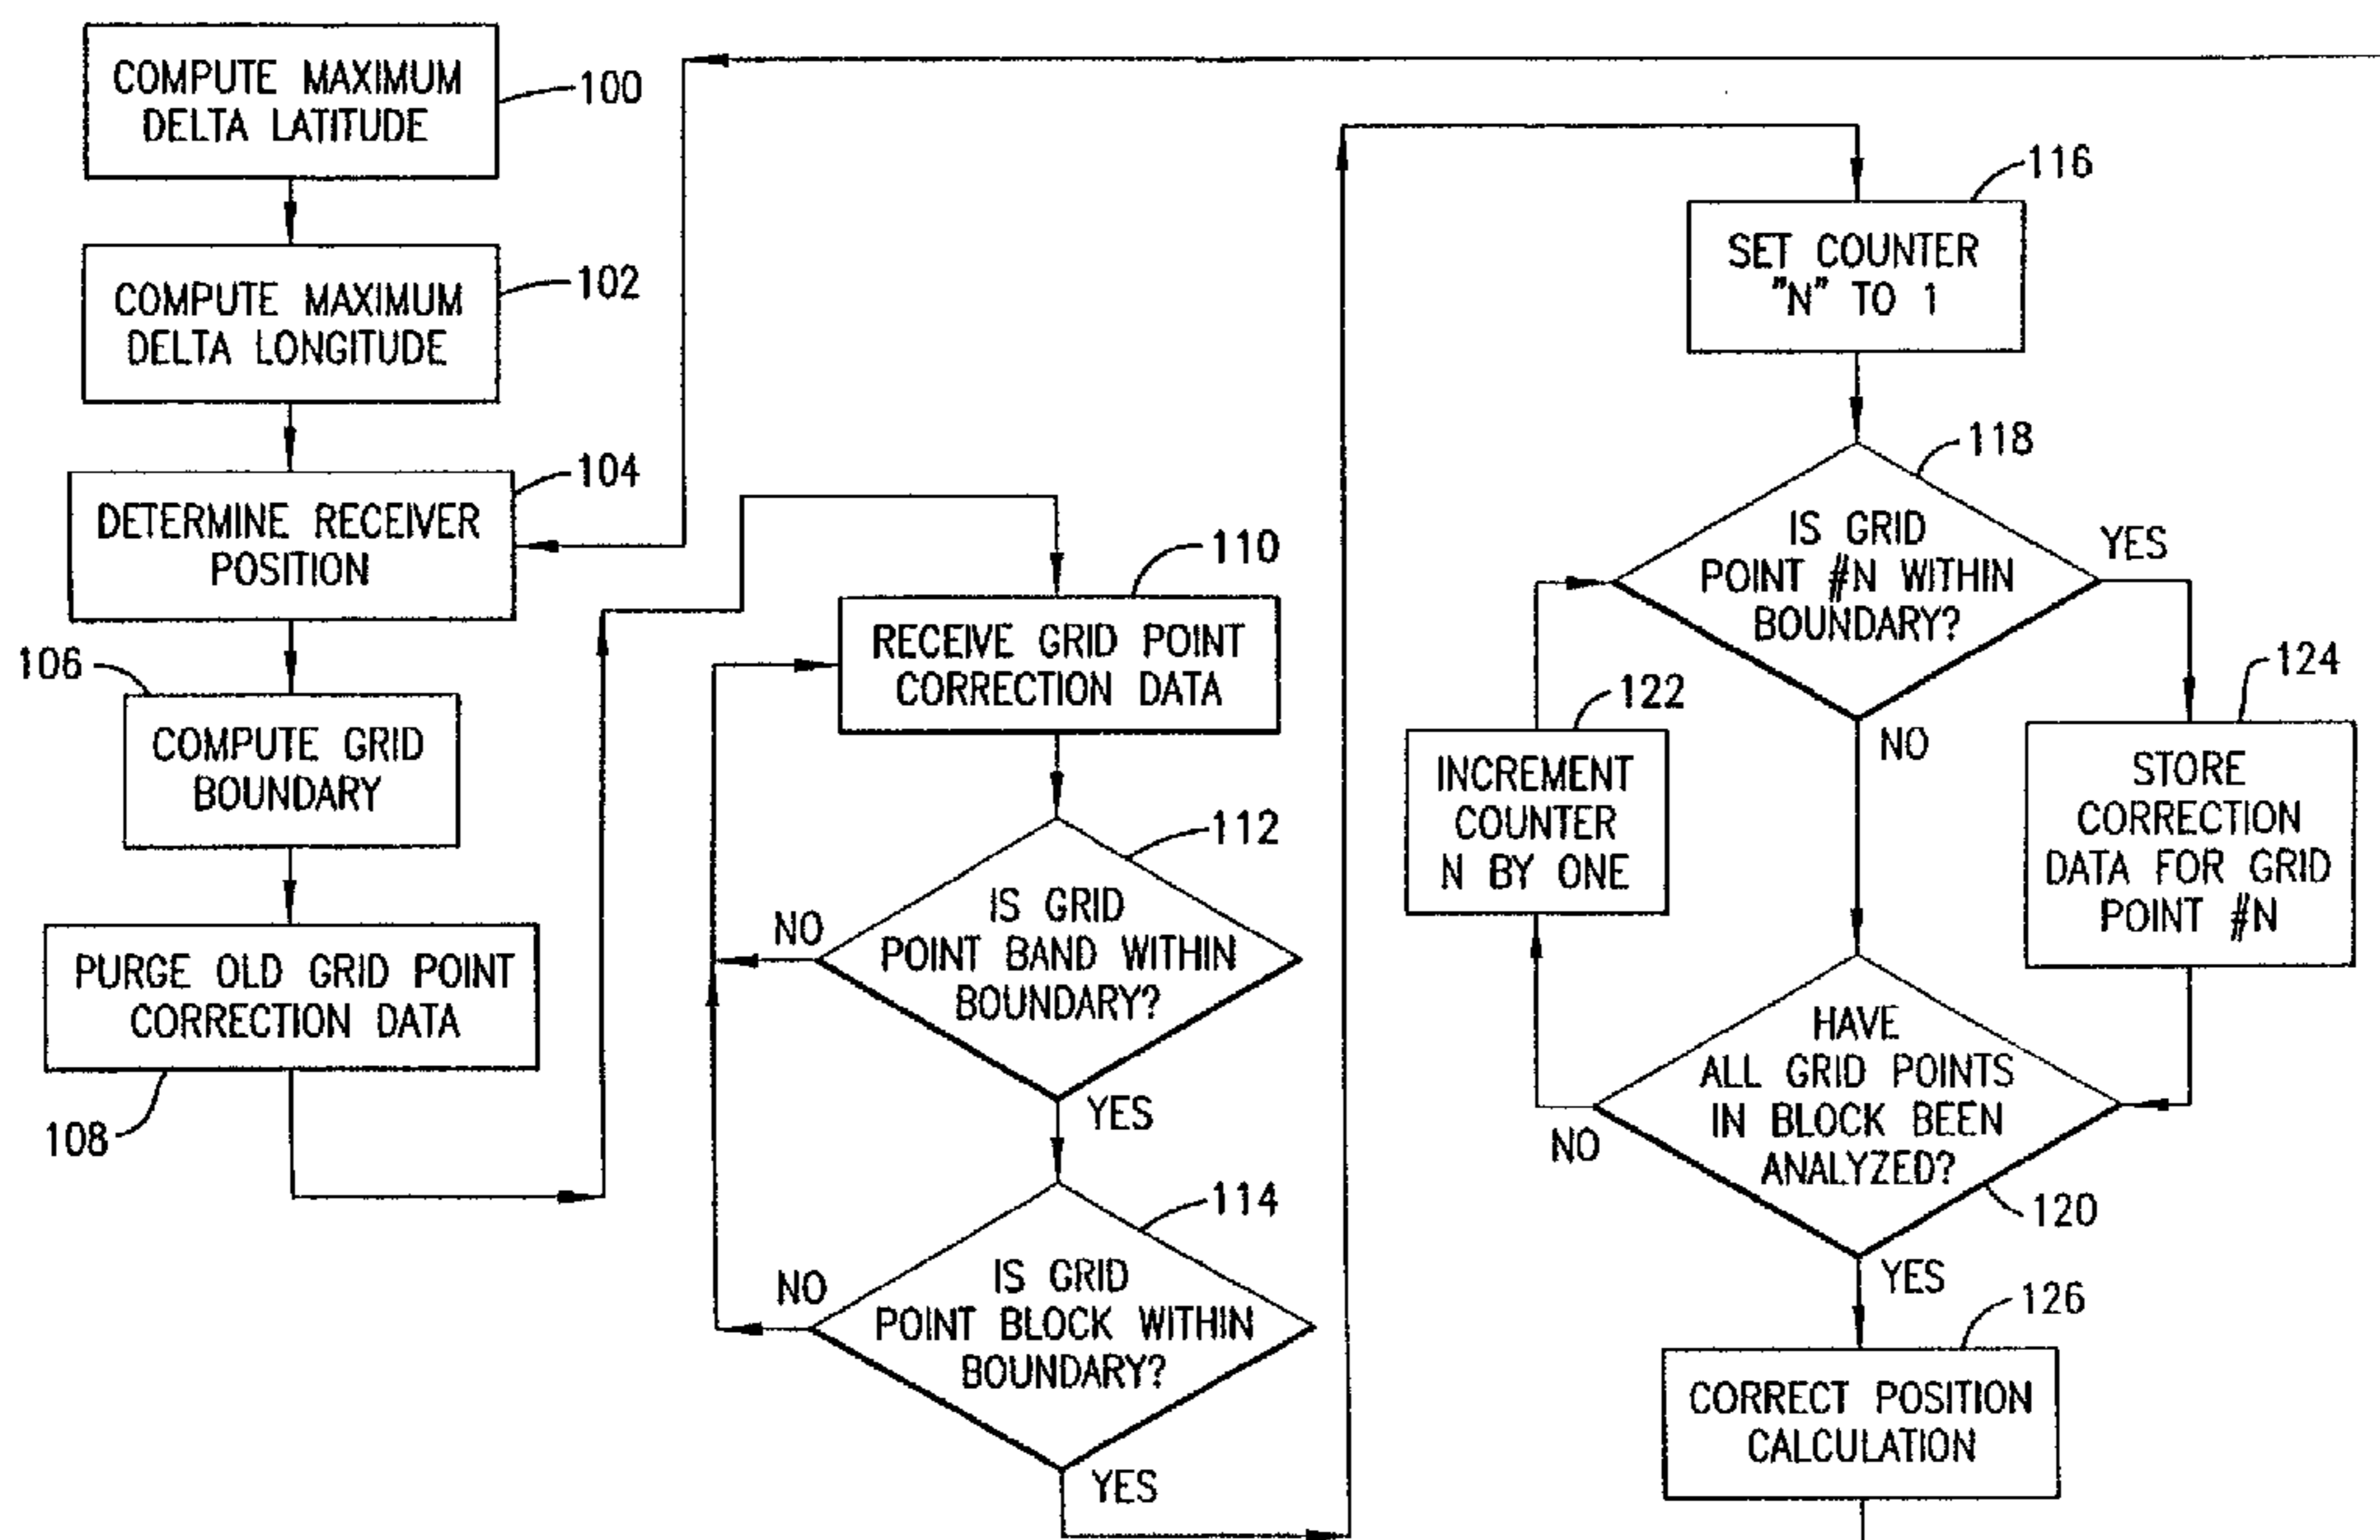 COMPUTE MAXIMUM
DELTA LATITUDE
100
COMPUTE MAXIMUM
DELTA LONGITUDE
102
DETERMINE RECEIVER
POSITION
104
106
COMPUTE GRID
BOUNDARY
PURGE OLD GRID POINT
CORRECTION DATA
108
110
RECEIVE GRID POINT
CORRECTION DATA
112
IS GRID
POINT BAND WITHIN
BOUNDARY?
NO
YES
114
IS GRID
POINT BLOCK WITHIN
BOUNDARY?
NO
YES
116
SET COUNTER
"N" TO 1
118
IS GRID
POINT #N WITHIN
BOUNDARY?
YES
NO
122
INCREMENT
COUNTER
N BY ONE
124
STORE
CORRECTION
DATA FOR GRID
POINT #N
HAVE
ALL GRID POINTS
IN BLOCK BEEN
ANALYZED?
NO
120
YES
126
CORRECT POSITION
CALCULATION